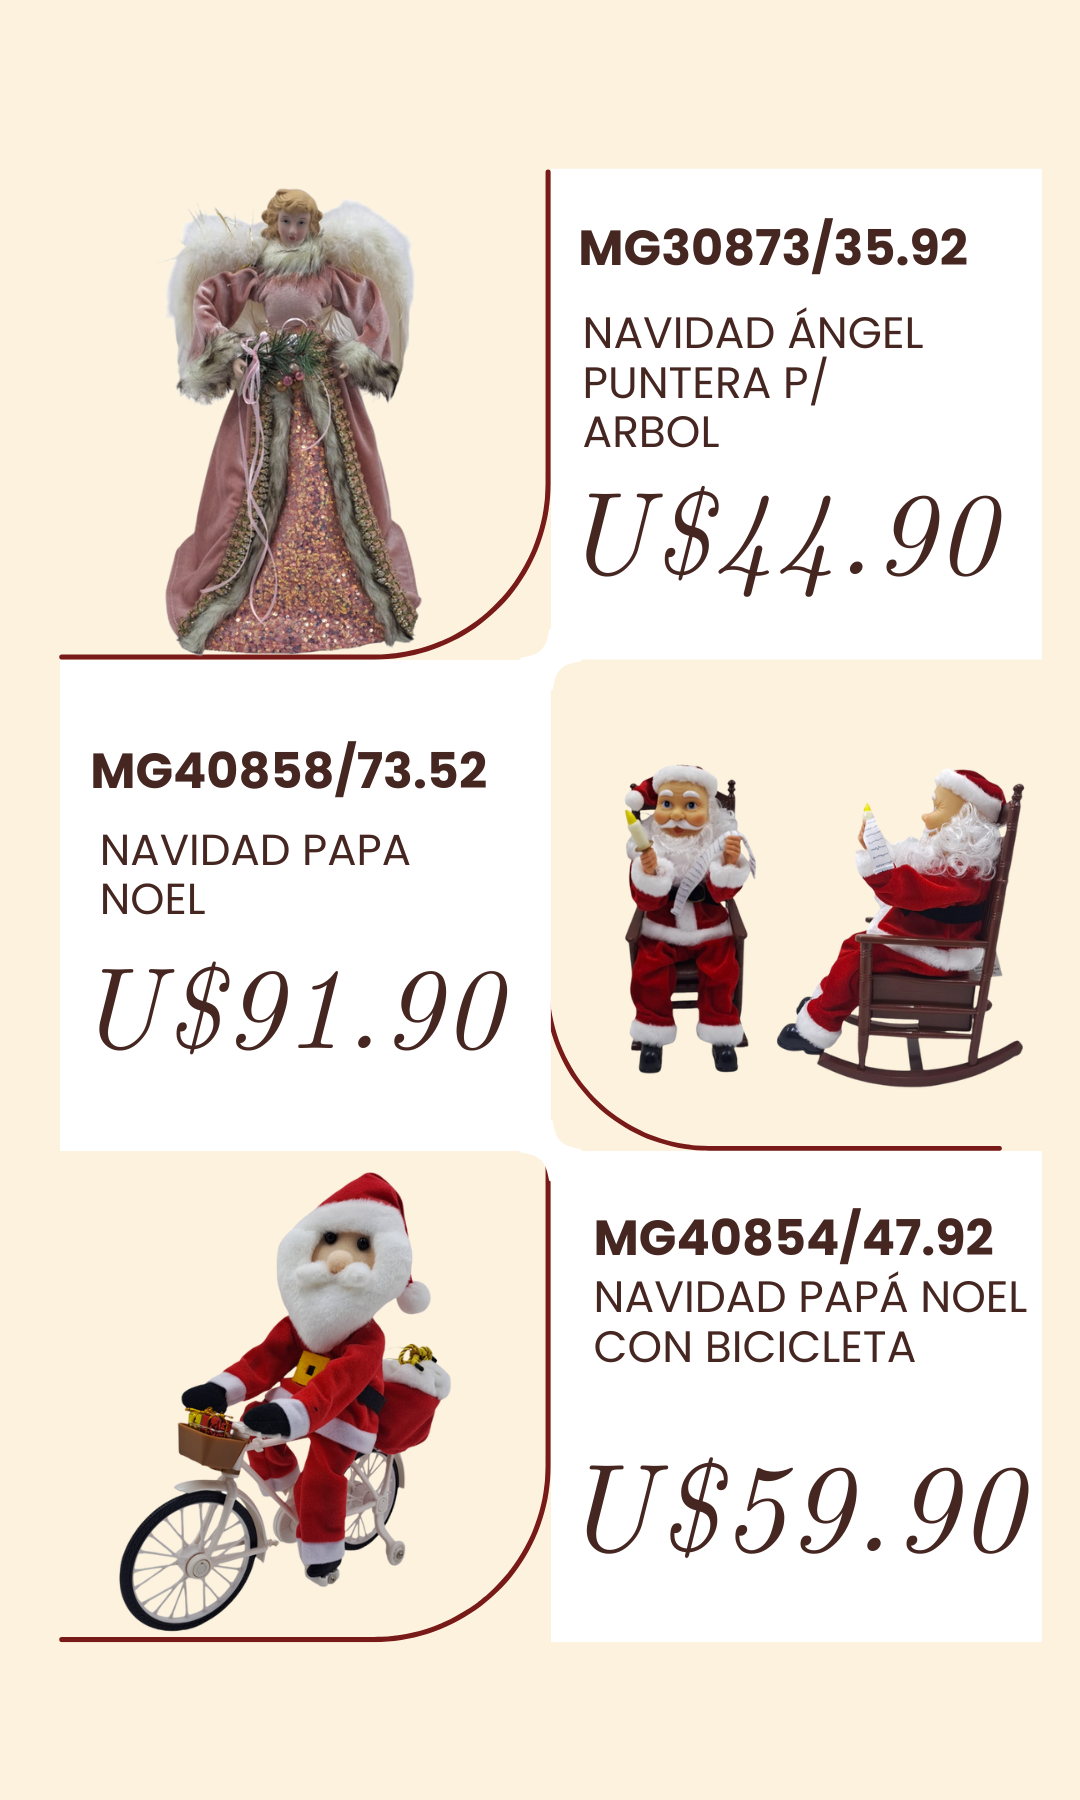 MG30873/35.92
NAVIDAD ÁNGEL
PUNTERA P/
ARBOL
U$44.90
MG40858/73.52
NAVIDAD PAPA
NOEL
U$91.90
MG40854/47.92
NAVIDAD PAPÁ NOEL
CON BICICLETA
U$59.90